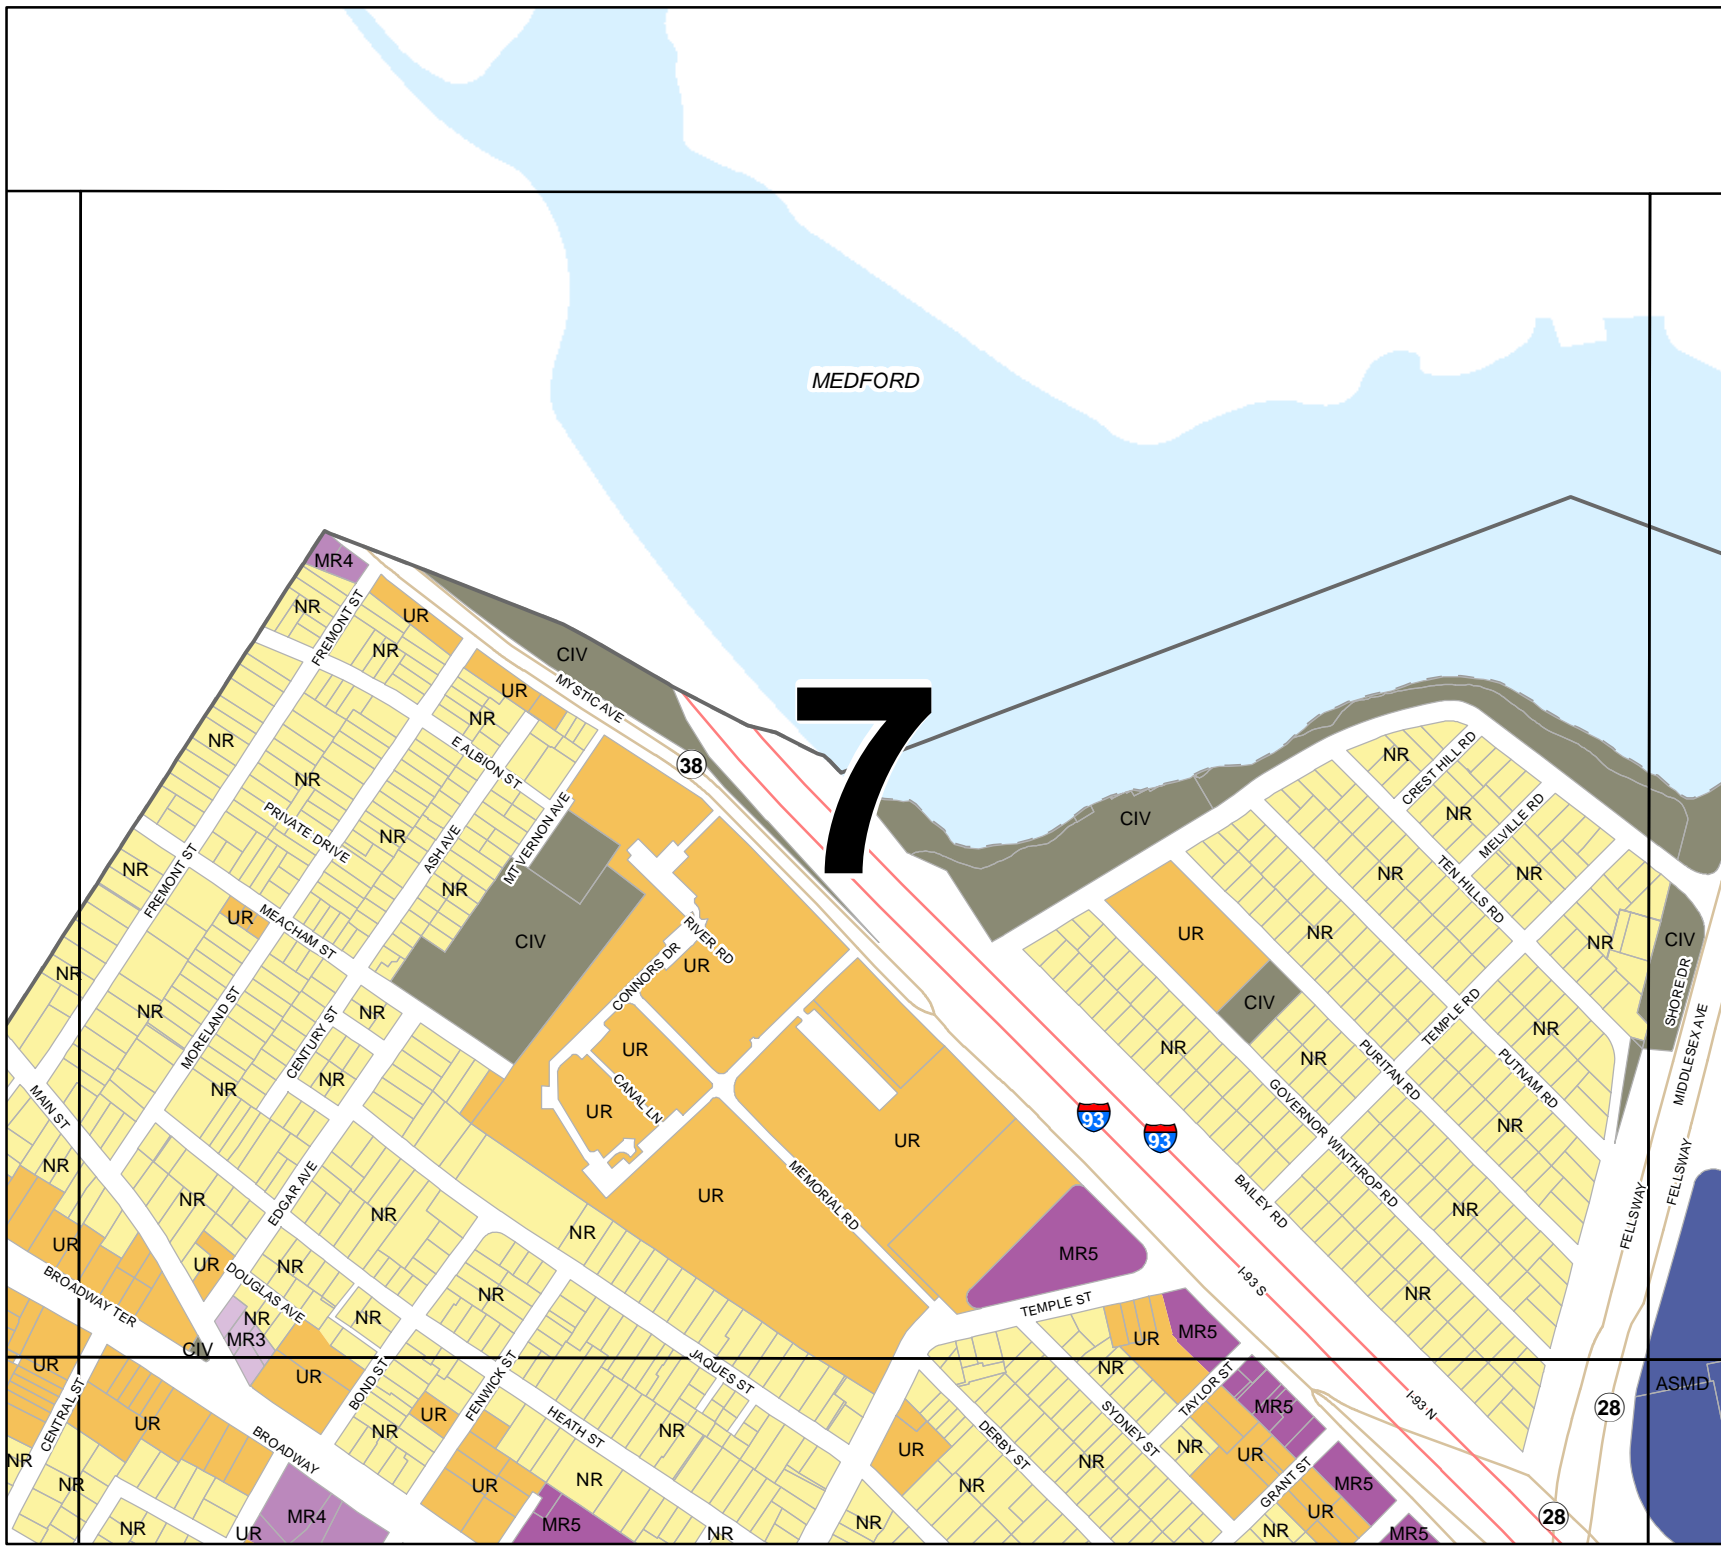 MEDFORD
7
MR4
NR
FREMONT ST
UR
NR
CIV
UR
MYSTIC AVE
NR
NR
E ALBION ST
38
NR
CREST HILL RD
NR
PRIVATE DRIVE
NR
ASH AVE
MT VERNON AVE
CIV
NR
MELVILLE RD
NR
FREMONT ST
NR
NR
TEN HILLS RD
NR
UR
MEACHAM ST
CIV
RIVER RD
CONNORS DR
UR
UR
NR
NR
CIV
NR
NR
MORELAND ST
CENTURY ST
NR
CIV
SHORE DR
TEMPLE RD
NR
MIDDLESEX AVE
UR
NR
NR
PURITAN RD
PUTNAM RD
NR
NR
CANAL LN
UR
93
93
GOVERNOR WINTHROP RD
NR
MAIN ST
UR
NR
EDGAR AVE
NR
NR
UR
MEMORIAL RD
BAILEY RD
NR
FELLSWAY
FELLSWAY
UR
UR
NR
NR
MR5
I-93 S
NR
BROADWAY TER
DOUGLAS AVE
NR
NR
NR
TEMPLE ST
MR3
CIV
UR
MR5
UR
UR
BOND ST
FENWICK ST
JAQUES ST
NR
TAYLOR ST
ASMD
CENTRAL ST
UR
UR
HEATH ST
NR
SYDNEY ST
MR5
I-93 N
28
BROADWAY
NR
UR
DERBY ST
NR
NR
UR
NR
NR
UR
NR
NR
GRANT ST
MR5
NR
UR
MR4
MR5
NR
NR
NR
UR
MR5
28